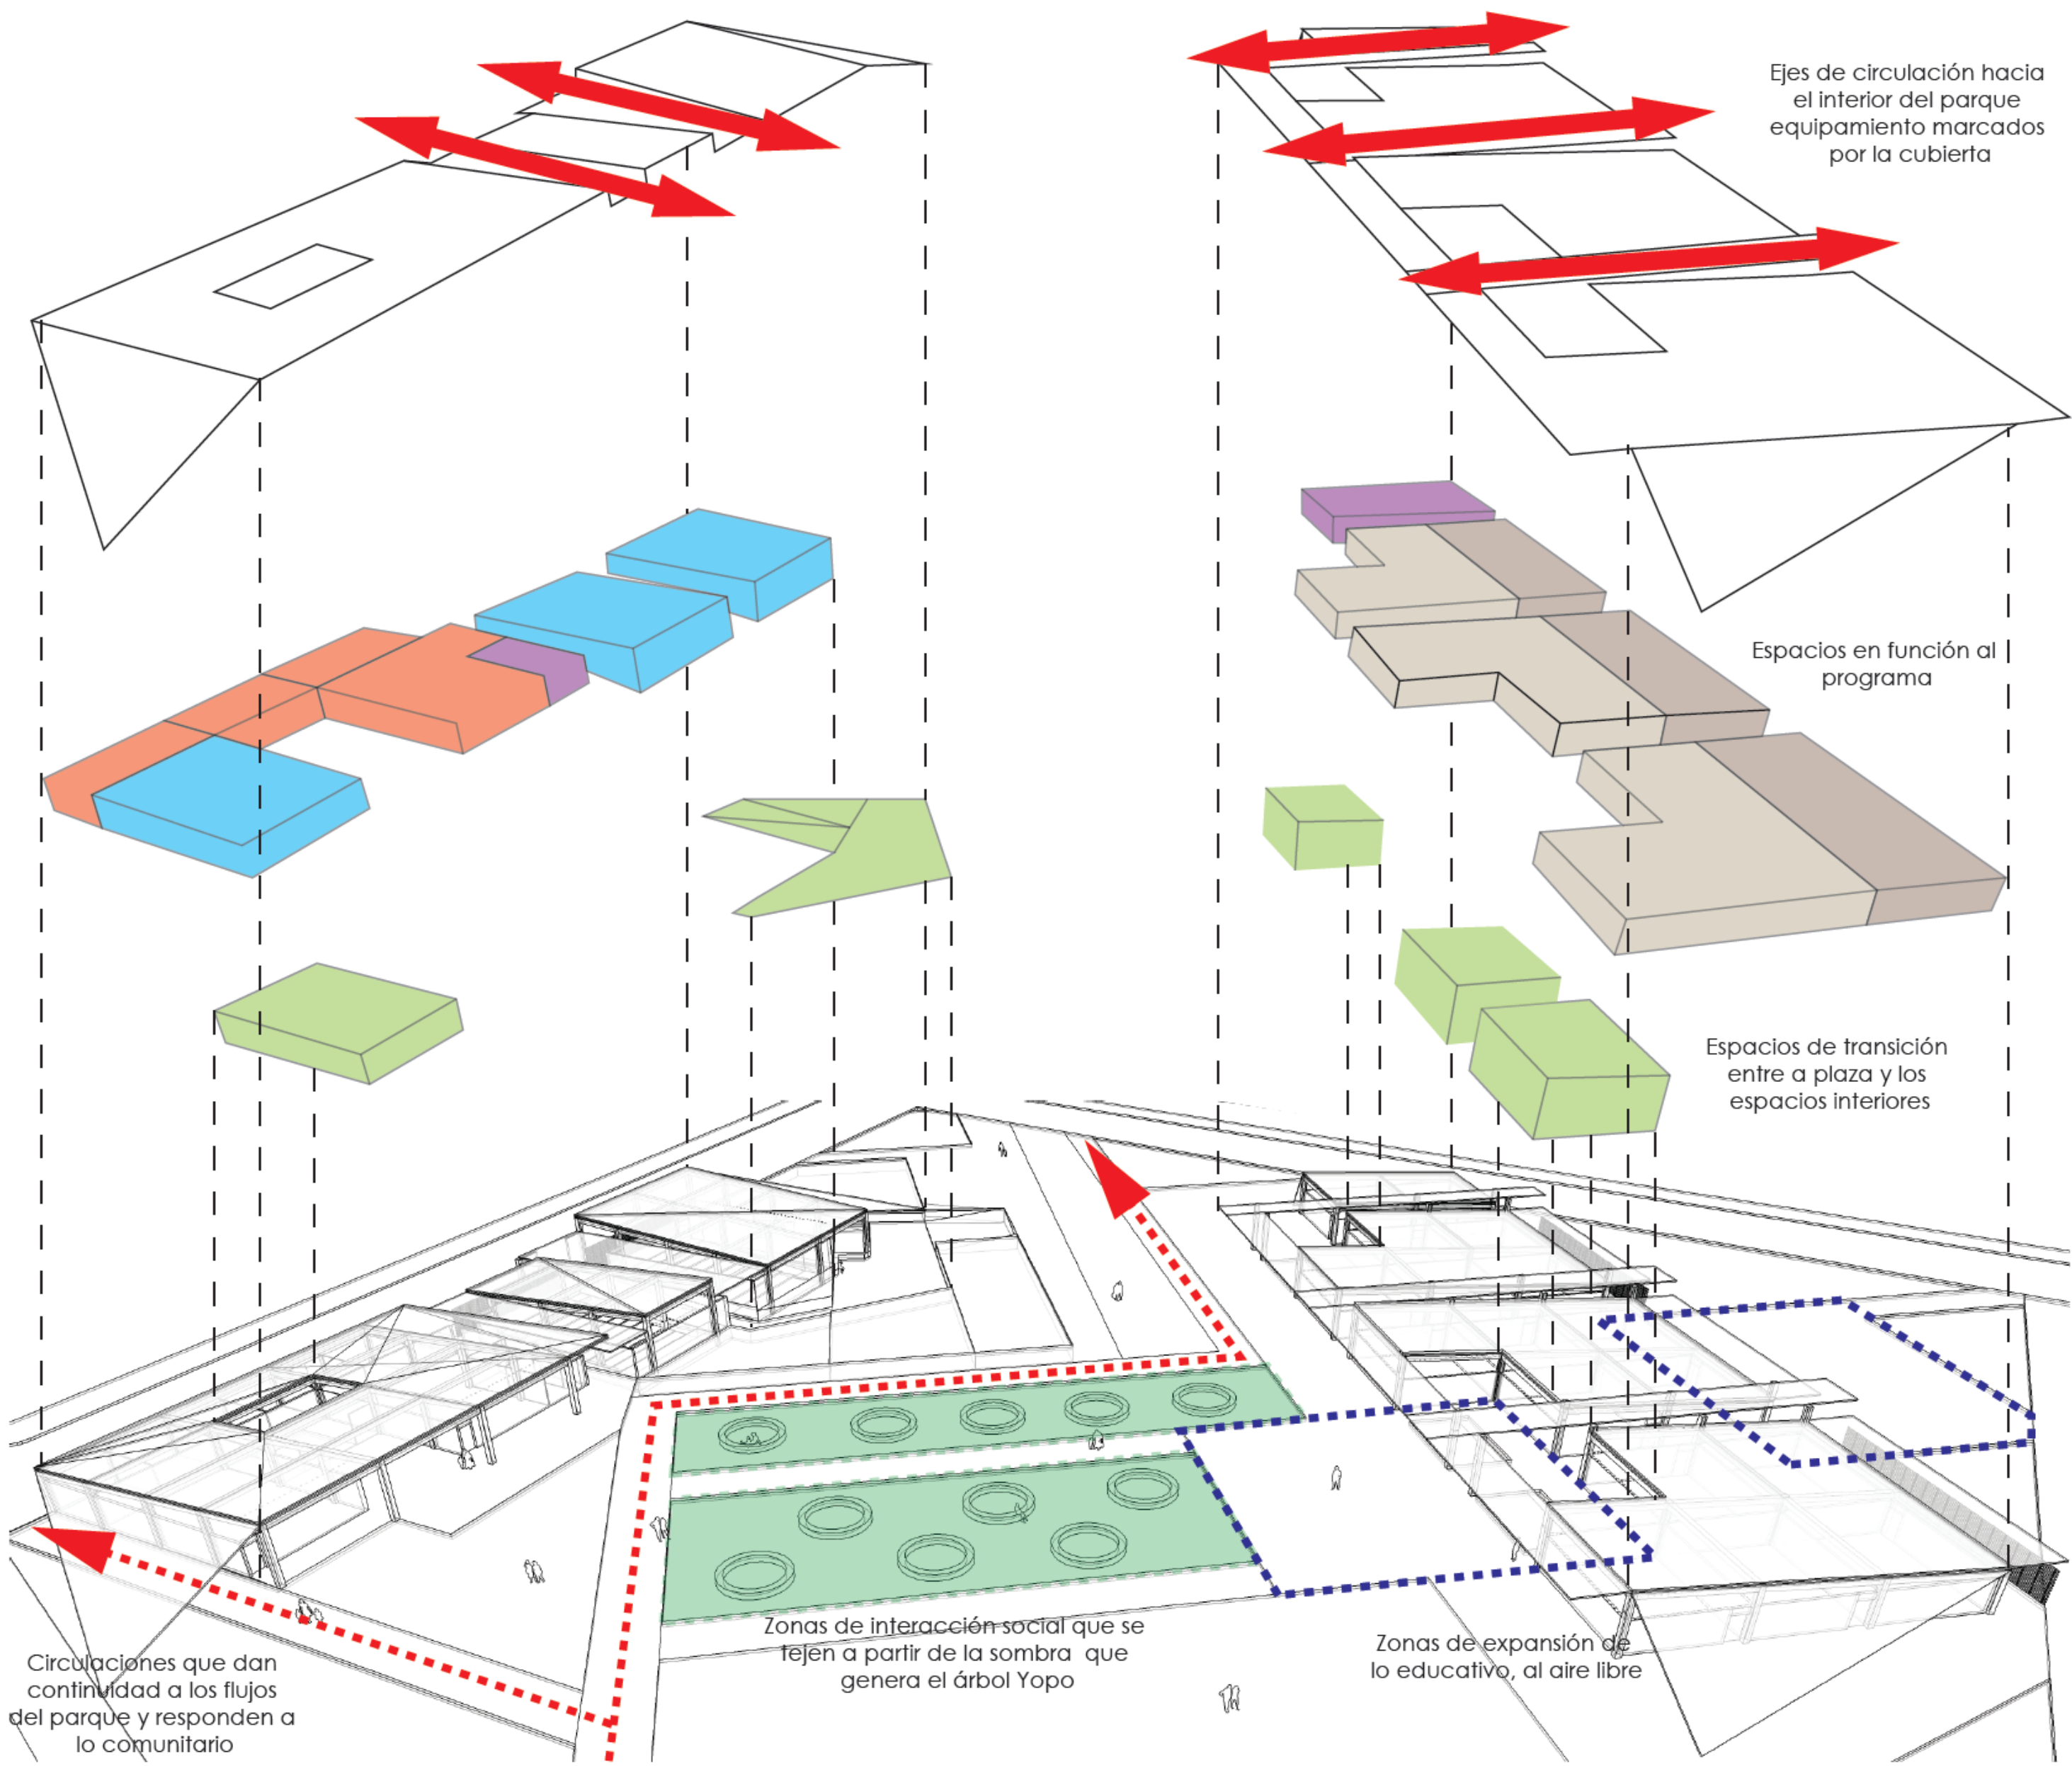 Ejes de circulación hacia
el interior del parque
equipamiento marcados
por la cubierta
Espacios en función al
programa
Espacios de transición
entre a plaza y los
espacios interiores
Zonas de interacción social que se
tejen a partir de la sombra que
genera el árbol Yopo
Zonas de expansión de
lo educativo, al aire libre
Circulaciones que dan
continuidad a los flujos
del parque y responden a
lo comunitario